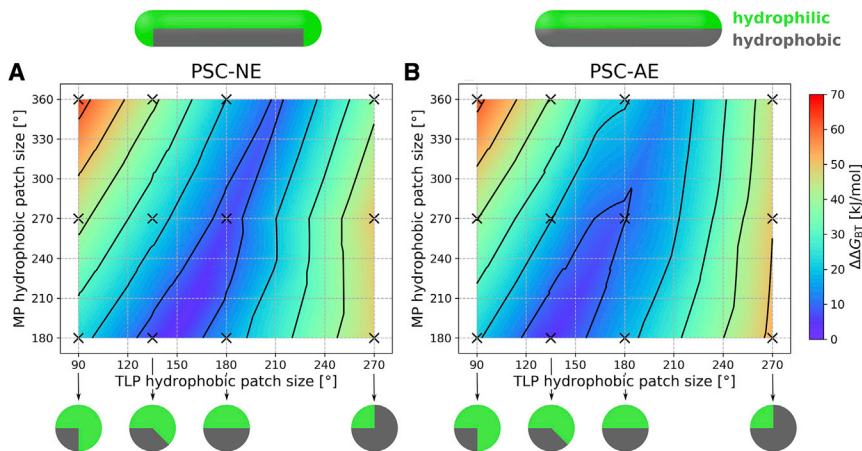 hydrophilic
hydrophobic
A PSC-NE
B PSC-AE
MP hydrophobic patch size [°]
360
330
300
270
240
210
180
90 120 150 180 210 240 270
TLP hydrophobic patch size [°]
MP hydrophobic patch size [°]
360
330
300
270
240
210
180
90 120 150 180 210 240 270
TLP hydrophobic patch size [°]
70
60
50
40
30
20
10
0
ΔΔG_BT [kJ/mol]